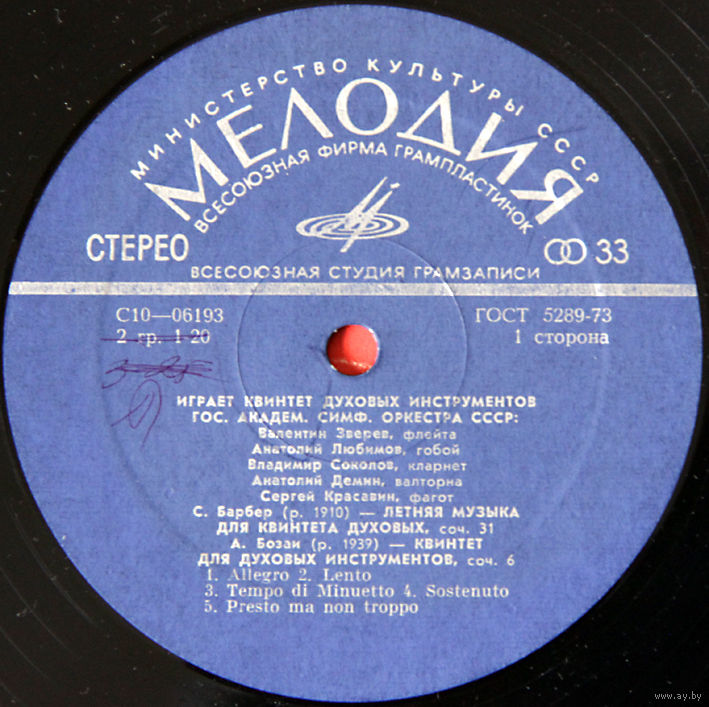 МИНИСТЕРСТВО КУЛЬТУРЫ СССР
МЕЛОДИЯ
ВСЕСОЮЗНАЯ ФИРМА ГРАМПЛАСТИНОК
СТЕРЕО
33
ВСЕСОЮЗНАЯ СТУДИЯ ГРАМЗАПИСИ
С10—06193
ГОСТ 5289-73
2 гр. 1-20
1 сторона
ИГРАЕТ КВИНТЕТ ДУХОВЫХ ИНСТРУМЕНТОВ
ГОС. АКАДЕМ. СИМФ. ОРКЕСТРА СССР:
Валентин Зверев, флейта
Анатолий Любимов, гобой
Владимир Соколов, кларнет
Анатолий Демин, валторна
Сергей Красавин, фагот
С. Барбер (р. 1910) — ЛЕТНЯЯ МУЗЫКА
ДЛЯ КВИНТЕТА ДУХОВЫХ, соч. 31
А. Бозаи (р. 1939) — КВИНТЕТ
ДЛЯ ДУХОВЫХ ИНСТРУМЕНТОВ, соч. 6
1. Allegro 2. Lento
3. Tempo di Minuetto 4. Sostenuto
5. Presto ma non troppo
www.ay.by